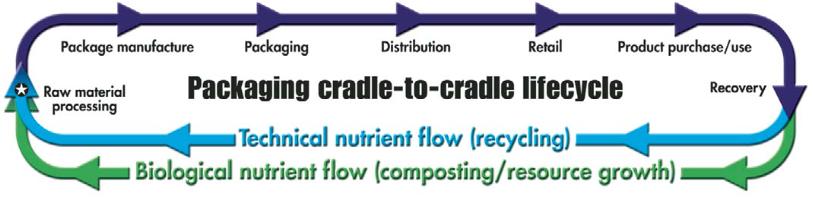 Package manufacture
Packaging
Distribution
Retail
Product purchase/use
Raw material
processing
Packaging cradle-to-cradle lifecycle
Recovery
Technical nutrient flow (recycling)
Biological nutrient flow (composting/resource growth)